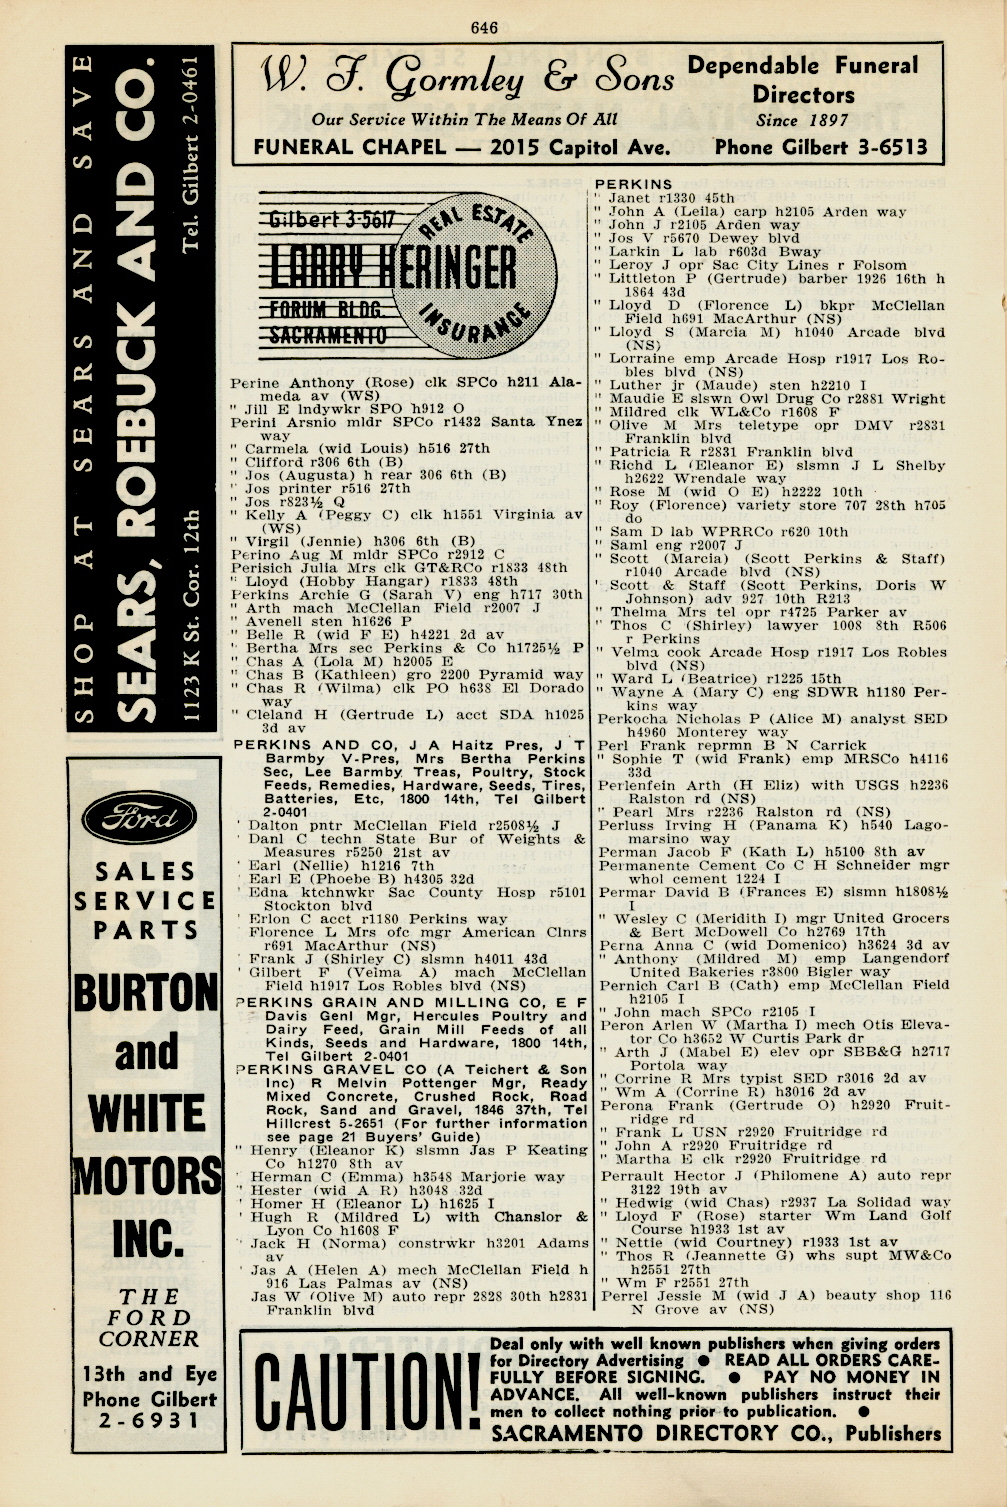 646
SHOP AT SEARS AND SAVE
SEARS, ROEBUCK AND CO.
1123 K St. Cor. 12th Tel. Gilbert 2-0461
W. F. Gormley & Sons
Our Service Within The Means Of All
Dependable Funeral
Directors
Since 1897
FUNERAL CHAPEL — 2015 Capitol Ave. Phone Gilbert 3-6513
Gilbert 3-5617
LARRY HERINGER
FORUM BLDG.
SACRAMENTO
REAL ESTATE
INSURANCE
Perine Anthony (Rose) clk SPCo h211 Ala-
meda av (WS)
" Jill E lndywkr SPO h912 O
Perini Arsnio mldr SPCo r1432 Santa Ynez
way
" Carmela (wid Louis) h516 27th
" Clifford r306 6th (B)
" Jos (Augusta) h rear 306 6th (B)
' Jos printer r516 27th
" Jos r823½ Q
" Kelly A (Peggy C) clk h1551 Virginia av
(WS)
" Virgil (Jennie) h306 6th (B)
Perino Aug M mldr SPCo r2912 C
Perisich Julia Mrs clk GT&RCo r1833 48th
" Lloyd (Hobby Hangar) r1833 48th
Perkins Archie G (Sarah V) eng h717 30th
" Arth mach McClellan Field r2007 J
" Avenell sten h1626 P
" Belle R (wid F E) h4221 2d av
' Bertha Mrs sec Perkins & Co h1725½ P
" Chas A (Lola M) h2005 E
" Chas B (Kathleen) gro 2200 Pyramid way
" Chas R (Wilma) clk PO h638 El Dorado
way
" Cleland H (Gertrude L) acct SDA h1025
3d av
PERKINS AND CO, J A Haitz Pres, J T
Barmby V-Pres, Mrs Bertha Perkins
Sec, Lee Barmby Treas, Poultry, Stock
Feeds, Remedies, Hardware, Seeds, Tires,
Batteries, Etc, 1800 14th, Tel Gilbert
2-0401
' Dalton pntr McClellan Field r2508½ J
' Danl C techn State Bur of Weights &
Measures r5250 21st av
' Earl (Nellie) h1216 7th
' Earl E (Phoebe B) h4305 32d
' Edna ktchnwkr Sac County Hosp r5101
Stockton blvd
' Erlon C acct r1180 Perkins way
' Florence L Mrs ofc mgr American Clnrs
r691 MacArthur (NS)
' Frank J (Shirley C) slsmn h4011 43d
' Gilbert F (Velma A) mach McClellan
Field h1917 Los Robles blvd (NS)
PERKINS GRAIN AND MILLING CO, E F
Davis Genl Mgr, Hercules Poultry and
Dairy Feed, Grain Mill Feeds of all
Kinds, Seeds and Hardware, 1800 14th,
Tel Gilbert 2-0401
PERKINS GRAVEL CO (A Teichert & Son
Inc) R Melvin Pottenger Mgr, Ready
Mixed Concrete, Crushed Rock, Road
Rock, Sand and Gravel, 1846 37th, Tel
Hillcrest 5-2651 (For further information
see page 21 Buyers' Guide)
" Henry (Eleanor K) slsmn Jas P Keating
Co h1270 8th av
' Herman C (Emma) h3548 Marjorie way
' Hester (wid A R) h3048 32d
' Homer H (Eleanor L) h1625 I
' Hugh R (Mildred L) with Chanslor &
Lyon Co h1608 F
' Jack H (Norma) constrwkr h3201 Adams
av
' Jas A (Helen A) mech McClellan Field h
916 Las Palmas av (NS)
Jas W (Olive M) auto repr 2828 30th h2831
Franklin blvd
PERKINS
" Janet r1330 45th
" John A (Leila) carp h2105 Arden way
" John J r2105 Arden way
" Jos V r5670 Dewey blvd
" Larkin L lab r603d Bway
" Leroy J opr Sac City Lines r Folsom
" Littleton P (Gertrude) barber 1926 16th h
1864 43d
" Lloyd D (Florence L) bkpr McClellan
Field h691 MacArthur (NS)
" Lloyd S (Marcia M) h1040 Arcade blvd
(NS)
" Lorraine emp Arcade Hosp r1917 Los Ro-
bles blvd (NS)
" Luther jr (Maude) sten h2210 I
" Maudie E slswn Owl Drug Co r2881 Wright
" Mildred clk WL&Co r1608 F
" Olive M Mrs teletype opr DMV r2831
Franklin blvd
" Patricia R r2831 Franklin blvd
" Richd L (Eleanor E) slsmn J L Shelby
h2622 Wrendale way
" Rose M (wid O E) h2222 10th
" Roy (Florence) variety store 707 28th h705
do
" Sam D lab WPRRCo r620 10th
" Saml eng r2007 J
" Scott (Marcia) (Scott Perkins & Staff)
r1040 Arcade blvd (NS)
' Scott & Staff (Scott Perkins, Doris W
Johnson) adv 927 10th R213
" Thelma Mrs tel opr r4725 Parker av
" Thos C (Shirley) lawyer 1008 8th R506
r Perkins
" Velma cook Arcade Hosp r1917 Los Robles
blvd (NS)
" Ward L (Beatrice) r1225 15th
" Wayne A (Mary C) eng SDWR h1180 Per-
kins way
Perkocha Nicholas P (Alice M) analyst SED
h4960 Monterey way
Perl Frank reprmn B N Carrick
" Sophie T (wid Frank) emp MRSCo h4116
33d
Perlenfein Arth (H Eliz) with USGS h2236
Ralston rd (NS)
" Pearl Mrs r2236 Ralston rd (NS)
Perluss Irving H (Panama K) h540 Lago-
marsino way
Perman Jacob F (Kath L) h5100 8th av
Permanente Cement Co C H Schneider mgr
whol cement 1224 I
Permar David B (Frances E) slsmn h1808½
I
" Wesley C (Meridith I) mgr United Grocers
& Bert McDowell Co h2769 17th
Perna Anna C (wid Domenico) h3624 3d av
" Anthony (Mildred M) emp Langendorf
United Bakeries r3800 Bigler way
Pernich Carl B (Cath) emp McClellan Field
h2105 I
" John mach SPCo r2105 I
Peron Arlen W (Martha I) mech Otis Eleva-
tor Co h3652 W Curtis Park dr
" Arth J (Mabel E) elev opr SBB&G h2717
Portola way
" Corrine R Mrs typist SED r3016 2d av
" Wm A (Corrine R) h3016 2d av
Perona Frank (Gertrude O) h2920 Fruit-
ridge rd
" Frank L USN r2920 Fruitridge rd
" John A r2920 Fruitridge rd
" Martha E clk r2920 Fruitridge rd
Perrault Hector J (Philomene A) auto repr
3122 19th av
" Hedwig (wid Chas) r2937 La Solidad way
" Lloyd F (Rose) starter Wm Land Golf
Course h1933 1st av
" Nettie (wid Courtney) r1933 1st av
" Thos R (Jeannette G) whs supt MW&Co
h2551 27th
" Wm F r2551 27th
Perrel Jessie M (wid J A) beauty shop 116
N Grove av (NS)
Ford
SALES
SERVICE
PARTS
BURTON
and
WHITE
MOTORS
INC.
THE
FORD
CORNER
13th and Eye
Phone Gilbert
2-6931
CAUTION!
Deal only with well known publishers when giving orders
for Directory Advertising ● READ ALL ORDERS CARE-
FULLY BEFORE SIGNING. ● PAY NO MONEY IN
ADVANCE. All well-known publishers instruct their
men to collect nothing prior to publication. ●
SACRAMENTO DIRECTORY CO., Publishers